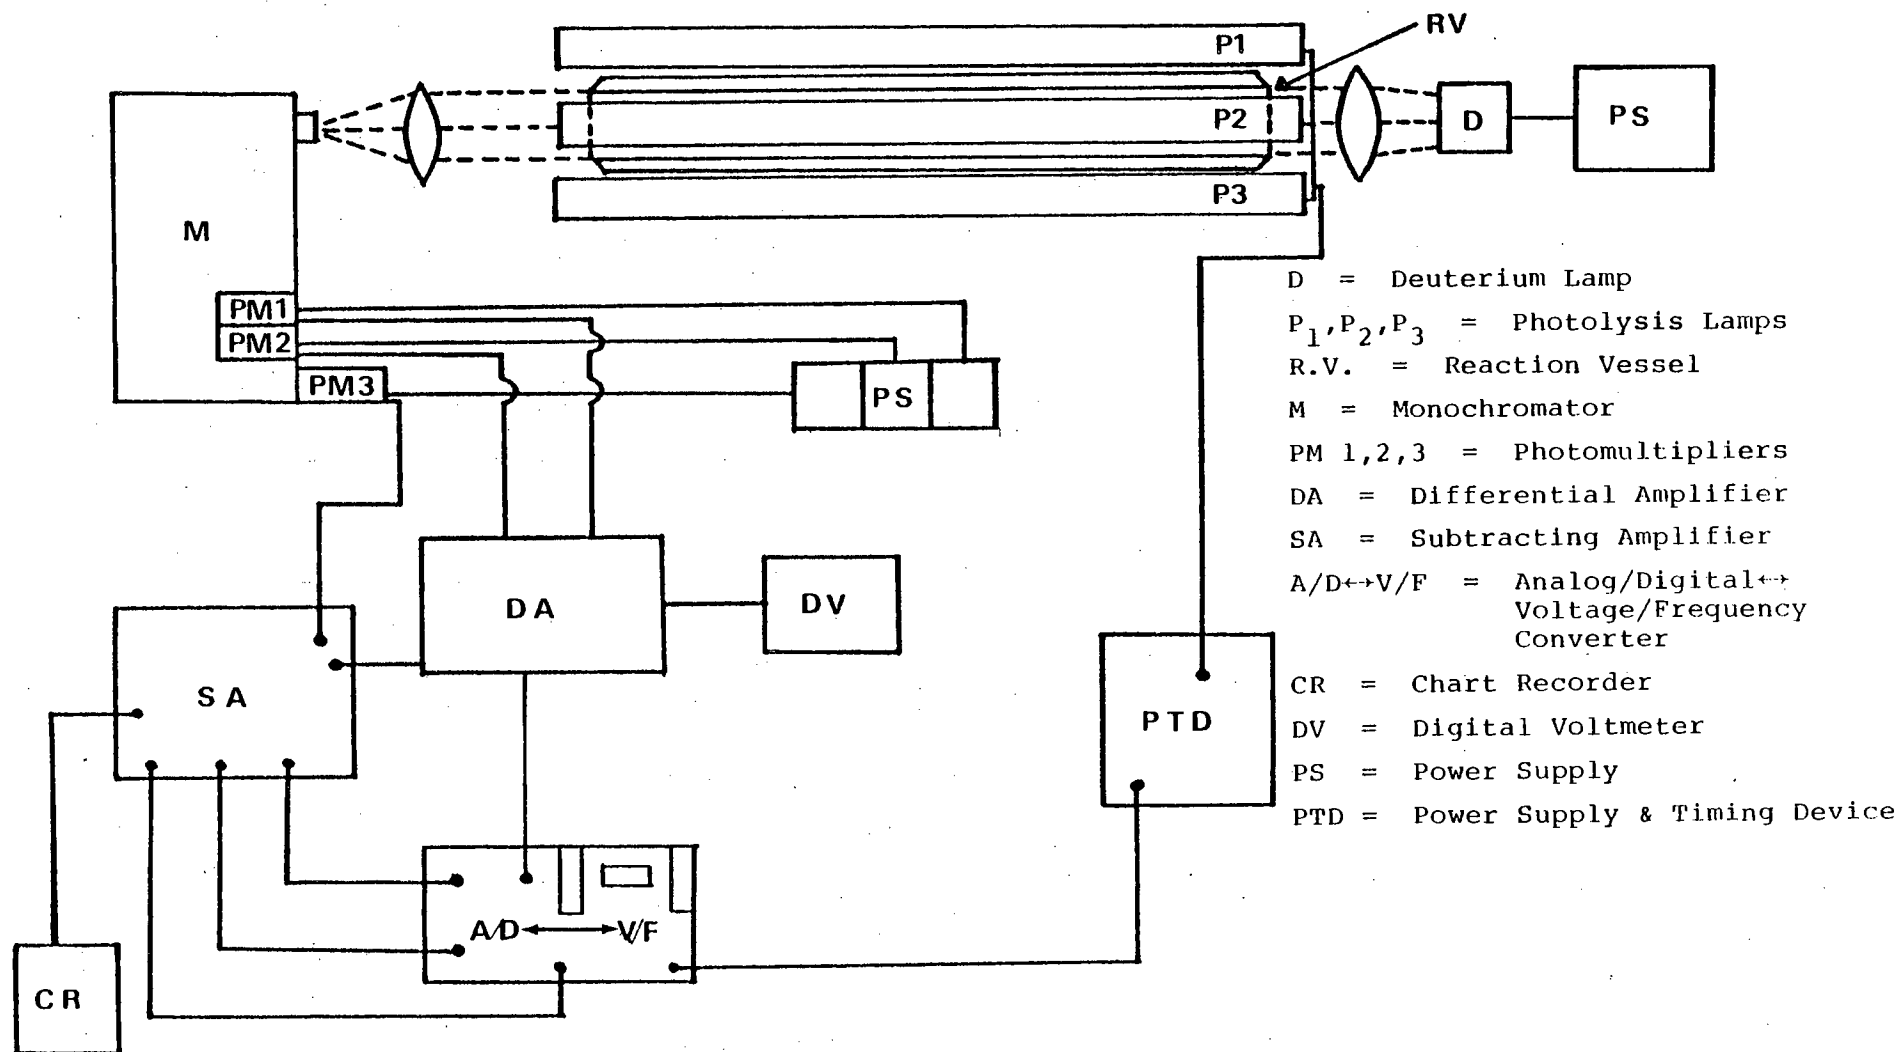 RV
P1
P2
D
PS
P3
M
PM1
PM2
PM3
PS
D = Deuterium Lamp
P1,P2,P3 = Photolysis Lamps
R.V. = Reaction Vessel
M = Monochromator
PM 1,2,3 = Photomultipliers
DA = Differential Amplifier
SA = Subtracting Amplifier
A/D←→V/F = Analog/Digital←→
Voltage/Frequency
Converter
CR = Chart Recorder
DV = Digital Voltmeter
PS = Power Supply
PTD = Power Supply & Timing Device
DA
DV
SA
PTD
A/D V/F
CR